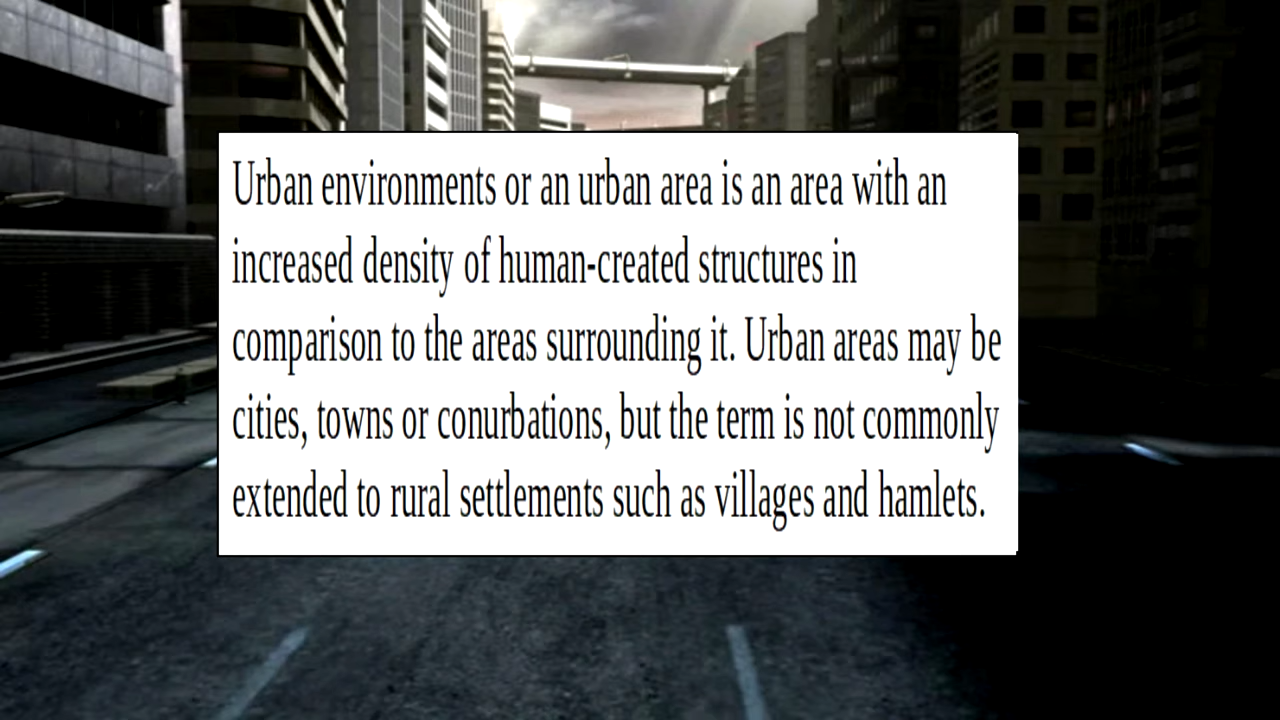 Urban environments or an urban area is an area with an
increased density of human-created structures in
comparison to the areas surrounding it. Urban areas may be
cities, towns or conurbations, but the term is not commonly
extended to rural settlements such as villages and hamlets.